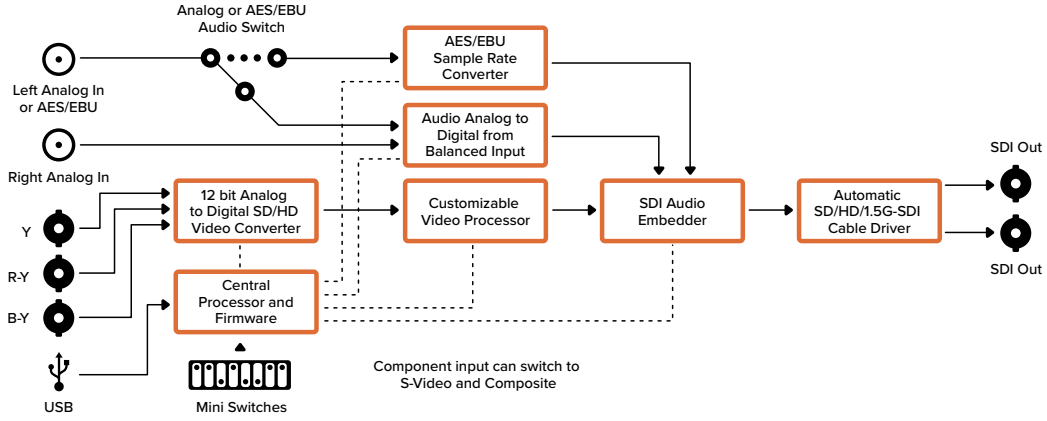 Analog or AES/EBU
Audio Switch
Left Analog In
or AES/EBU
Right Analog In
AES/EBU
Sample Rate
Converter
Audio Analog to
Digital from
Balanced Input
12 bit Analog
to Digital SD/HD
Video Converter
Customizable
Video Processor
SDI Audio
Embedder
Automatic
SD/HD/1.5G-SDI
Cable Driver
SDI Out
SDI Out
Y
R-Y
B-Y
Central
Processor and
Firmware
USB
Mini Switches
Component input can switch to
S-Video and Composite